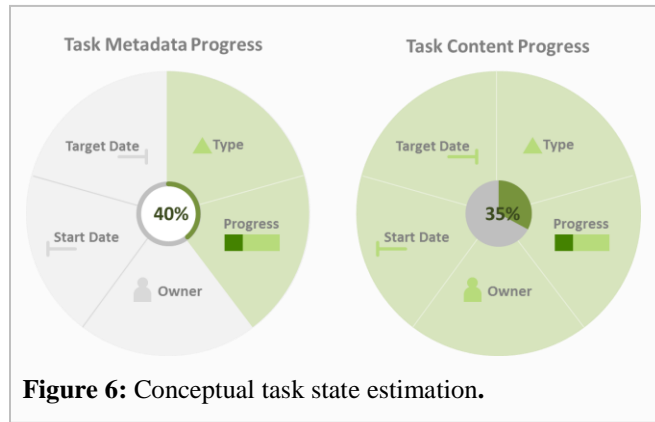 Task Metadata Progress
Task Content Progress
Target Date
Type
40%
Progress
Start Date
Owner
Target Date
Type
35%
Progress
Start Date
Owner
Figure 6: Conceptual task state estimation.